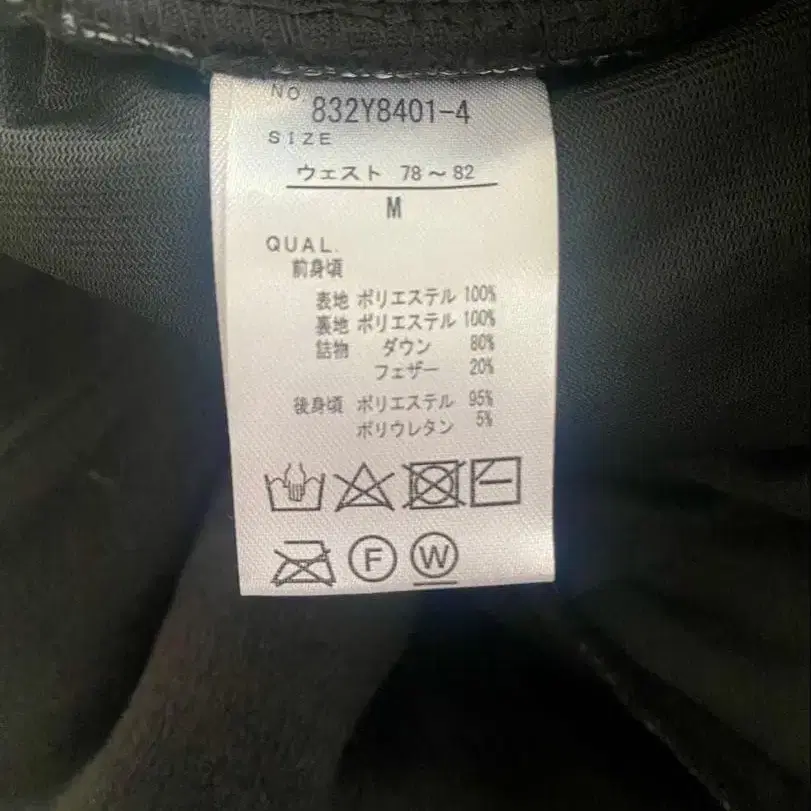 NO 832Y8401-4
SIZE
ウェスト 78～82
M
QUAL.
前身頃
表地 ポリエステル 100%
裏地 ポリエステル 100%
詰物 ダウン 80%
フェザー 20%
後身頃 ポリエステル 95%
ポリウレタン 5%
F W